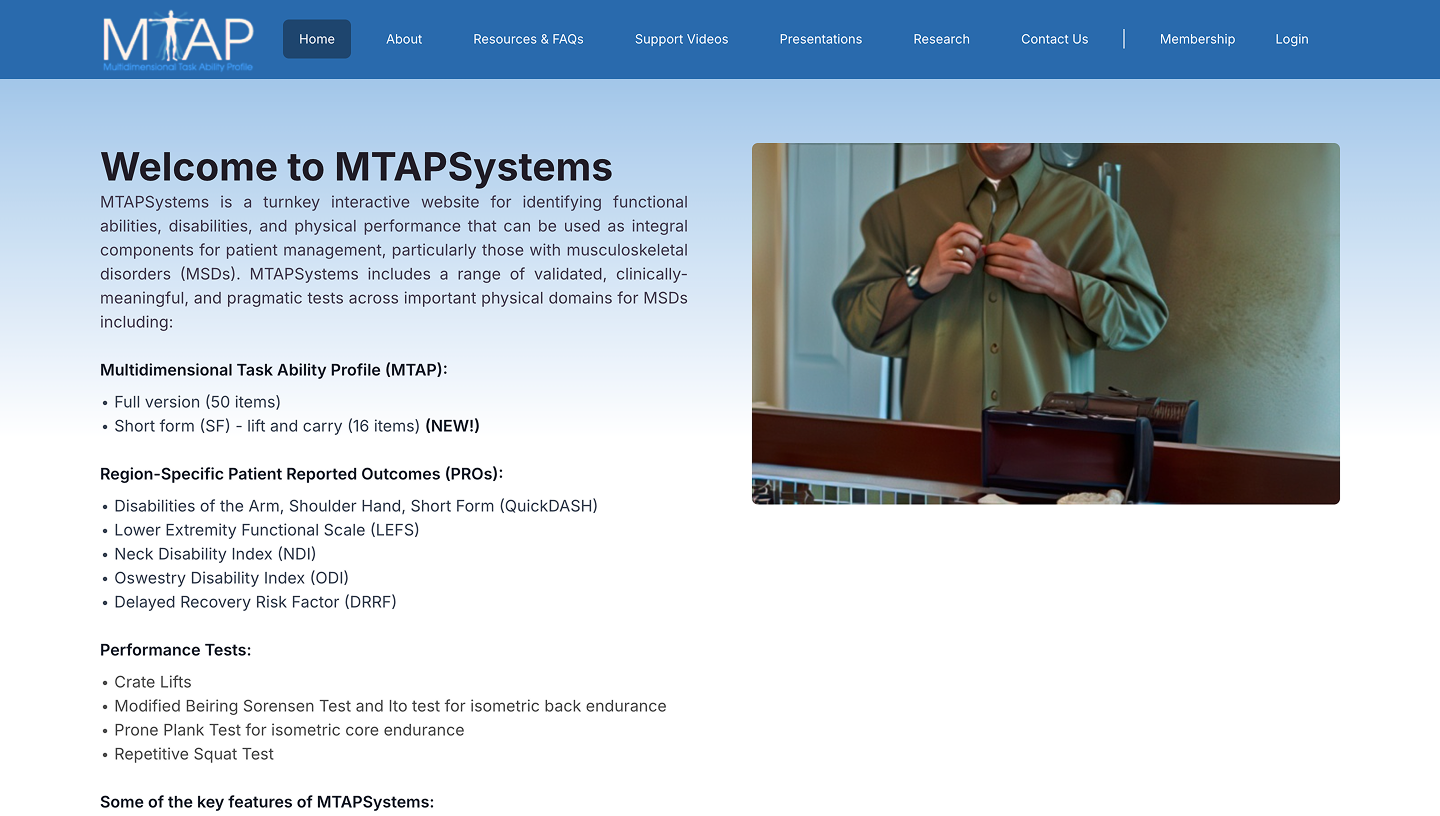 MTAP
Multidimensional Task Ability Profile
Home
About
Resources & FAQs
Support Videos
Presentations
Research
Contact Us
Membership
Login
Welcome to MTAPSystems
MTAPSystems is a turnkey interactive website for identifying functional
abilities, disabilities, and physical performance that can be used as integral
components for patient management, particularly those with musculoskeletal
disorders (MSDs). MTAPSystems includes a range of validated, clinically-
meaningful, and pragmatic tests across important physical domains for MSDs
including:
Multidimensional Task Ability Profile (MTAP):
• Full version (50 items)
• Short form (SF) - lift and carry (16 items) (NEW!)
Region-Specific Patient Reported Outcomes (PROs):
• Disabilities of the Arm, Shoulder Hand, Short Form (QuickDASH)
• Lower Extremity Functional Scale (LEFS)
• Neck Disability Index (NDI)
• Oswestry Disability Index (ODI)
• Delayed Recovery Risk Factor (DRRF)
Performance Tests:
• Crate Lifts
• Modified Beiring Sorensen Test and Ito test for isometric back endurance
• Prone Plank Test for isometric core endurance
• Repetitive Squat Test
Some of the key features of MTAPSystems: